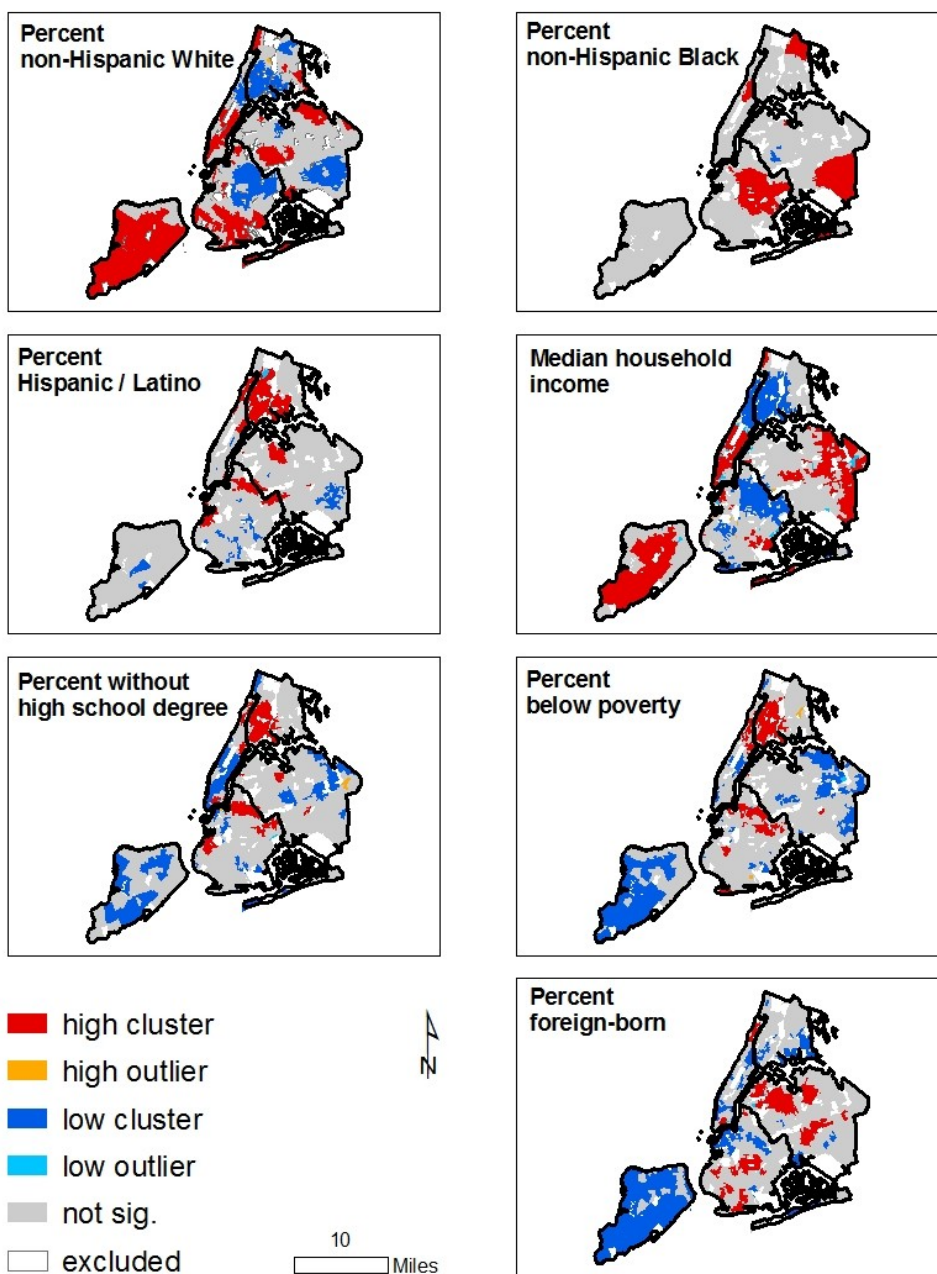 Percent
non-Hispanic White
Percent
non-Hispanic Black
Percent
Hispanic / Latino
Median household
income
Percent without
high school degree
Percent
below poverty
Percent
foreign-born
high cluster
high outlier
low cluster
low outlier
not sig.
excluded
N
10
Miles